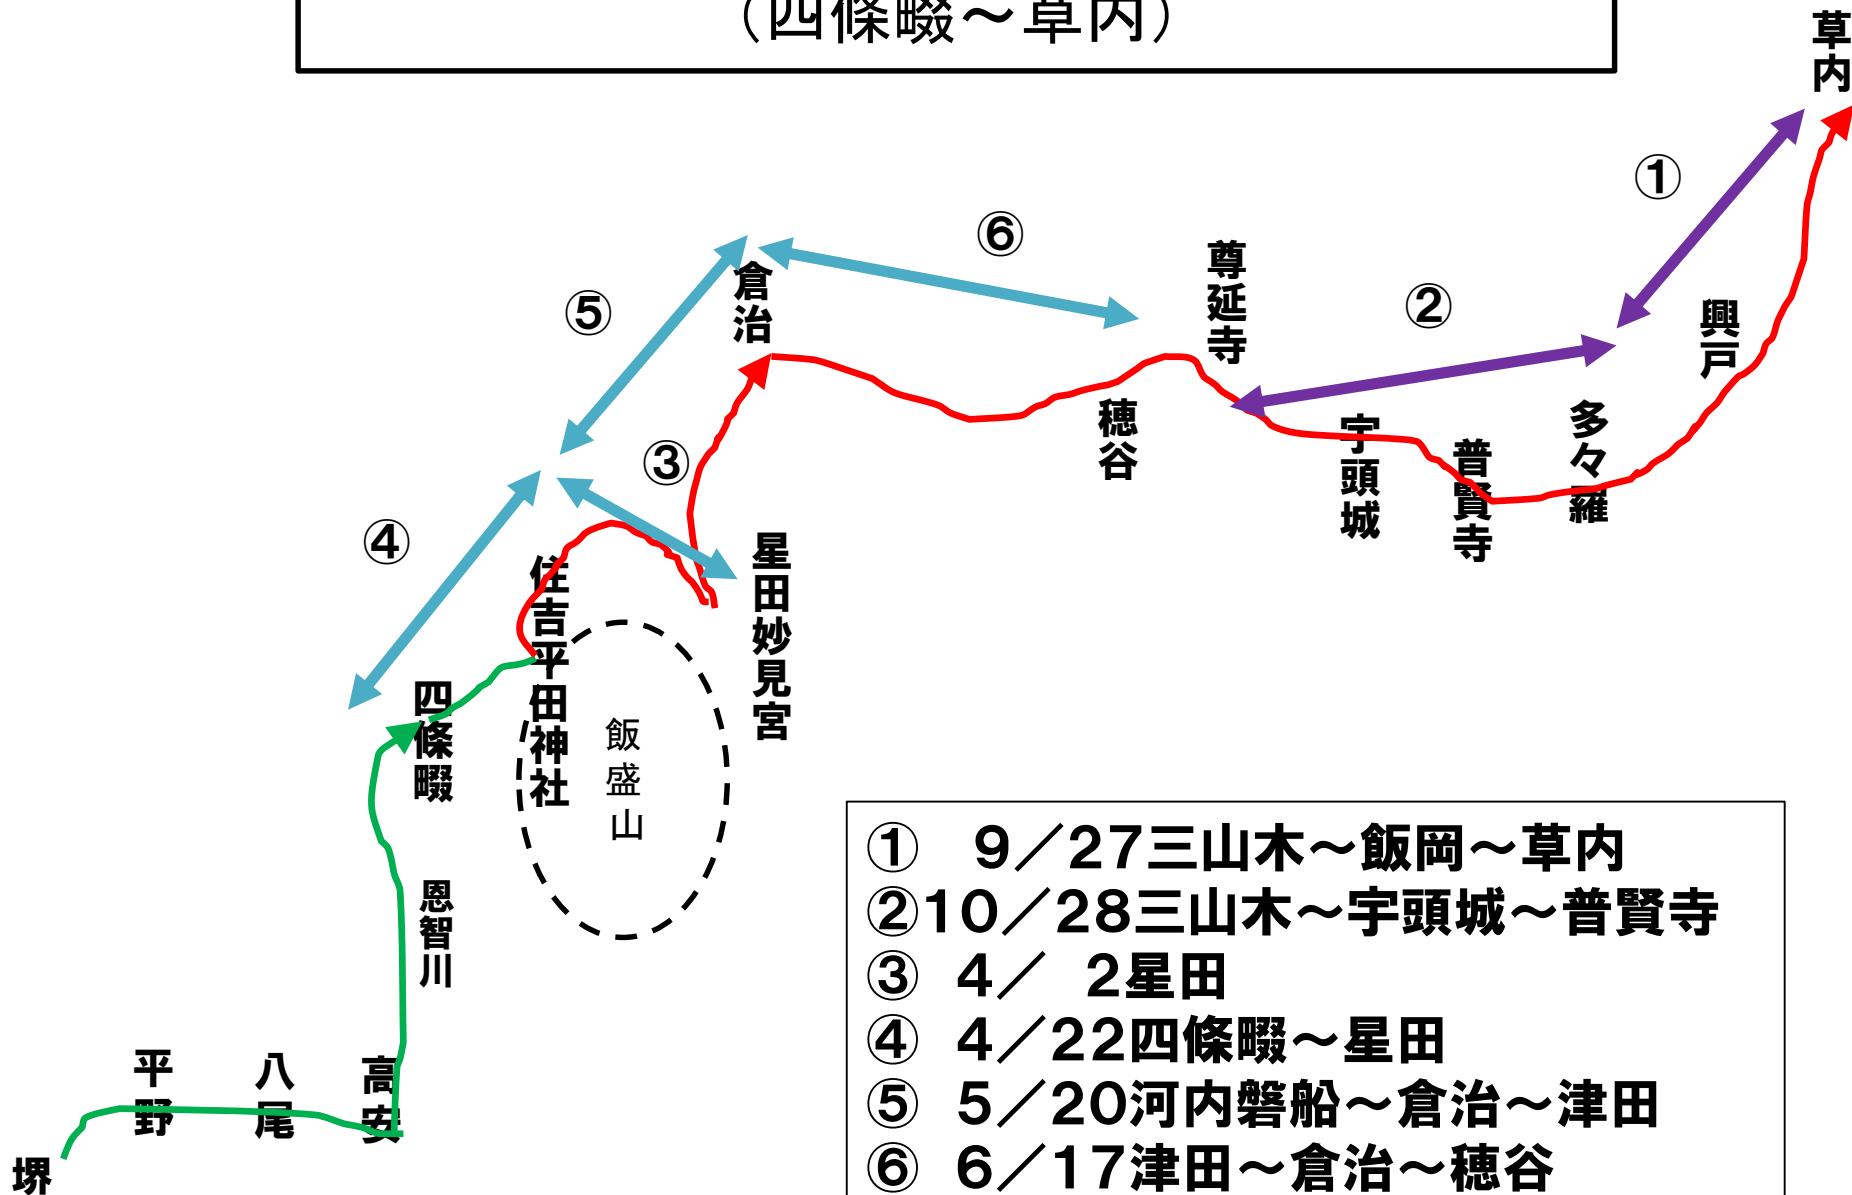 (四條畷～草内)
草内
①
⑥
尊延寺
倉治
②
⑤
興戸
穂谷
多々羅
宇頭城
普賢寺
③
④
星田妙見宮
住吉平田神社
四條畷
飯盛山
恩智川
高安
八尾
平野
堺
① 9／27三山木～飯岡～草内
②10／28三山木～宇頭城～普賢寺
③ 4／ 2星田
④ 4／22四條畷～星田
⑤ 5／20河内磐船～倉治～津田
⑥ 6／17津田～倉治～穂谷